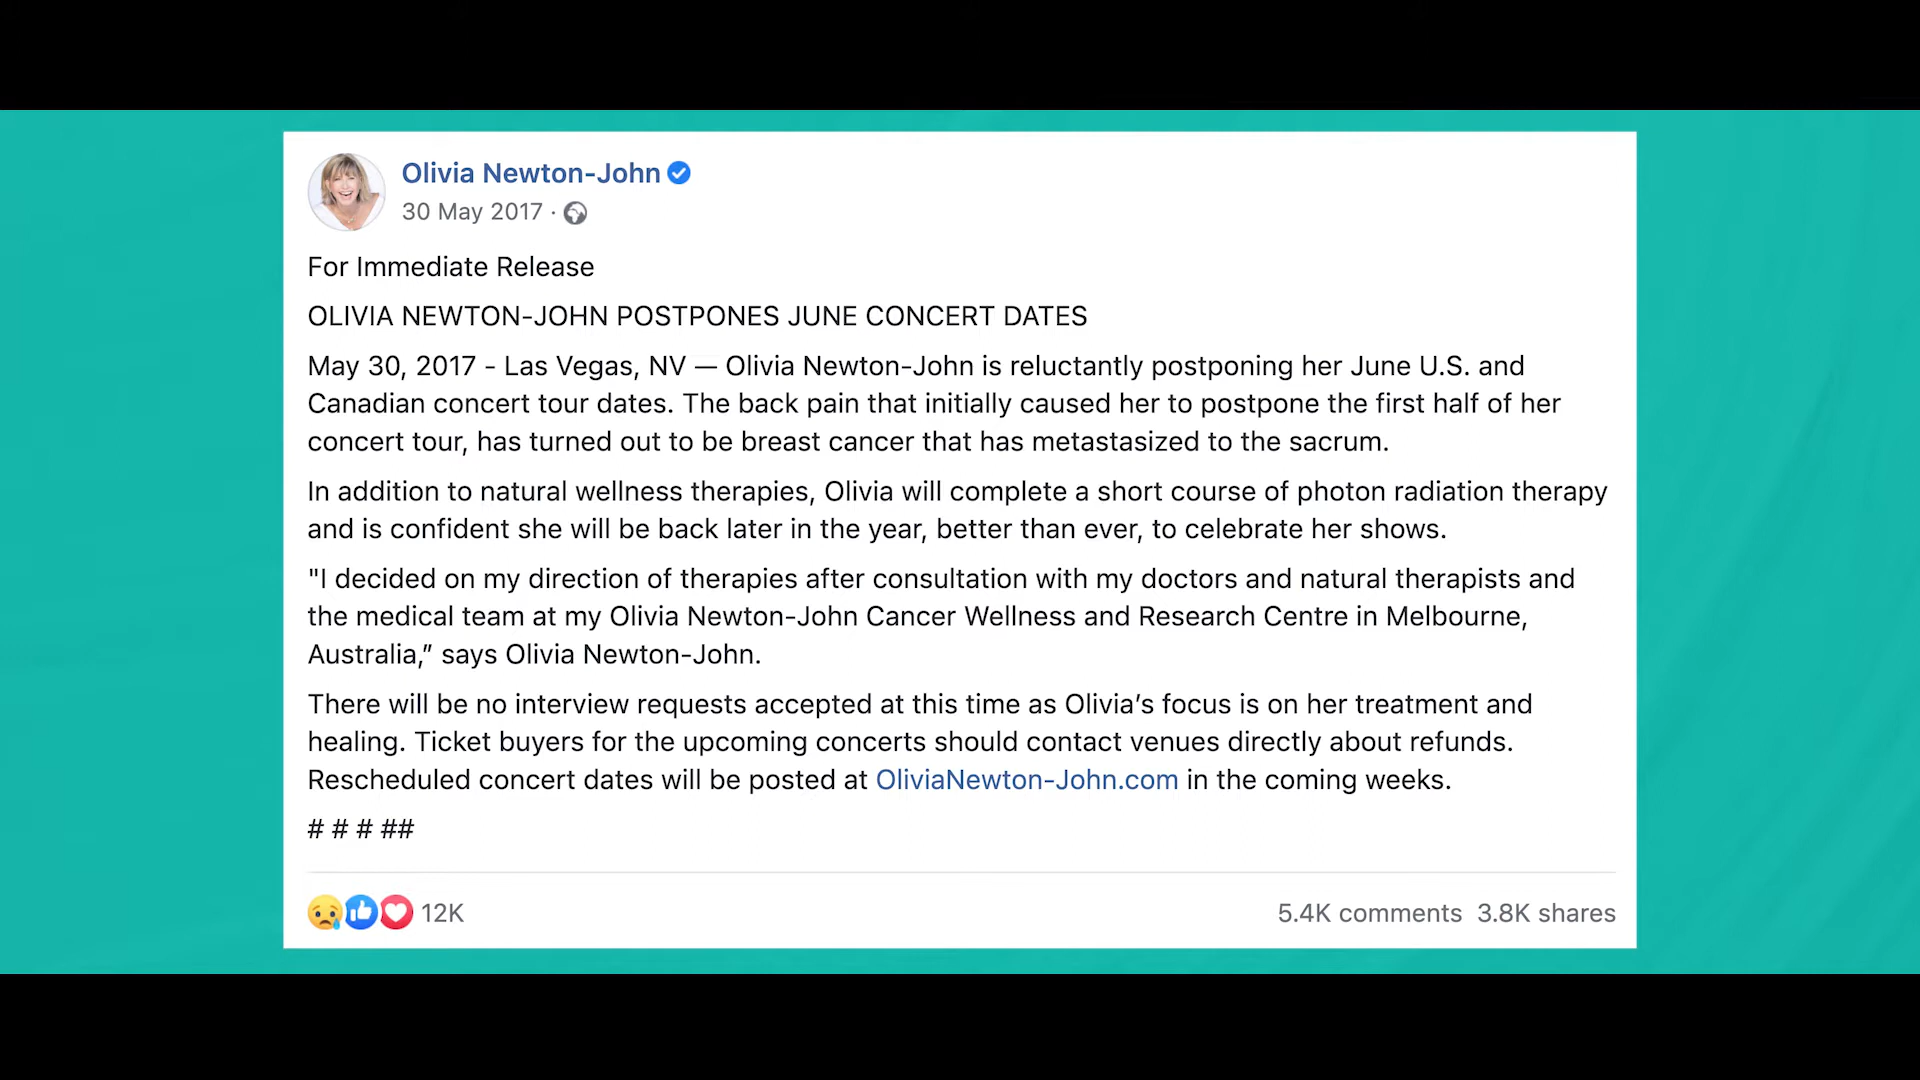 Olivia Newton-John
30 May 2017 ·
For Immediate Release
OLIVIA NEWTON-JOHN POSTPONES JUNE CONCERT DATES
May 30, 2017 - Las Vegas, NV — Olivia Newton-John is reluctantly postponing her June U.S. and
Canadian concert tour dates. The back pain that initially caused her to postpone the first half of her
concert tour, has turned out to be breast cancer that has metastasized to the sacrum.
In addition to natural wellness therapies, Olivia will complete a short course of photon radiation therapy
and is confident she will be back later in the year, better than ever, to celebrate her shows.
"I decided on my direction of therapies after consultation with my doctors and natural therapists and
the medical team at my Olivia Newton-John Cancer Wellness and Research Centre in Melbourne,
Australia,” says Olivia Newton-John.
There will be no interview requests accepted at this time as Olivia’s focus is on her treatment and
healing. Ticket buyers for the upcoming concerts should contact venues directly about refunds.
Rescheduled concert dates will be posted at OliviaNewton-John.com in the coming weeks.
# # # ##
12K 5.4K comments 3.8K shares